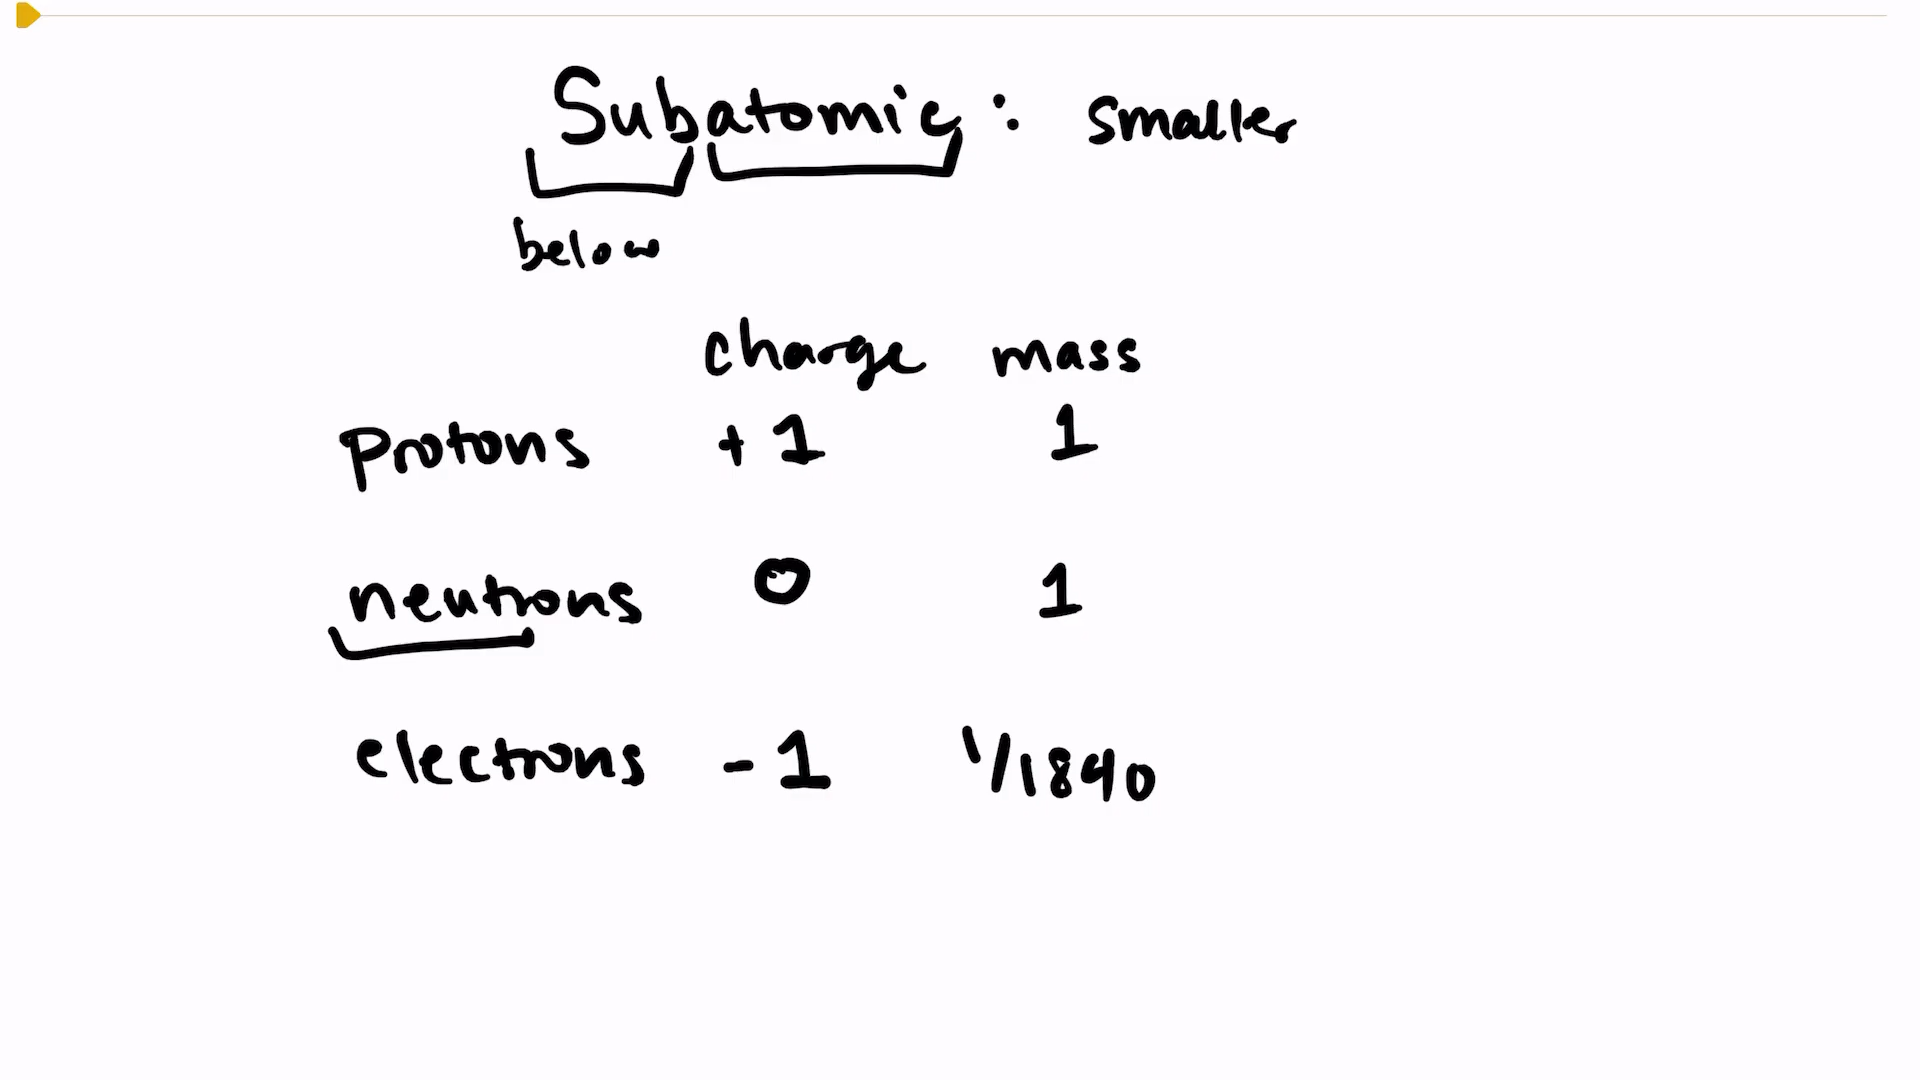 Subatomic : smaller
below
charge mass
Protons +1 1
neutrons 0 1
electrons -1 1/1840